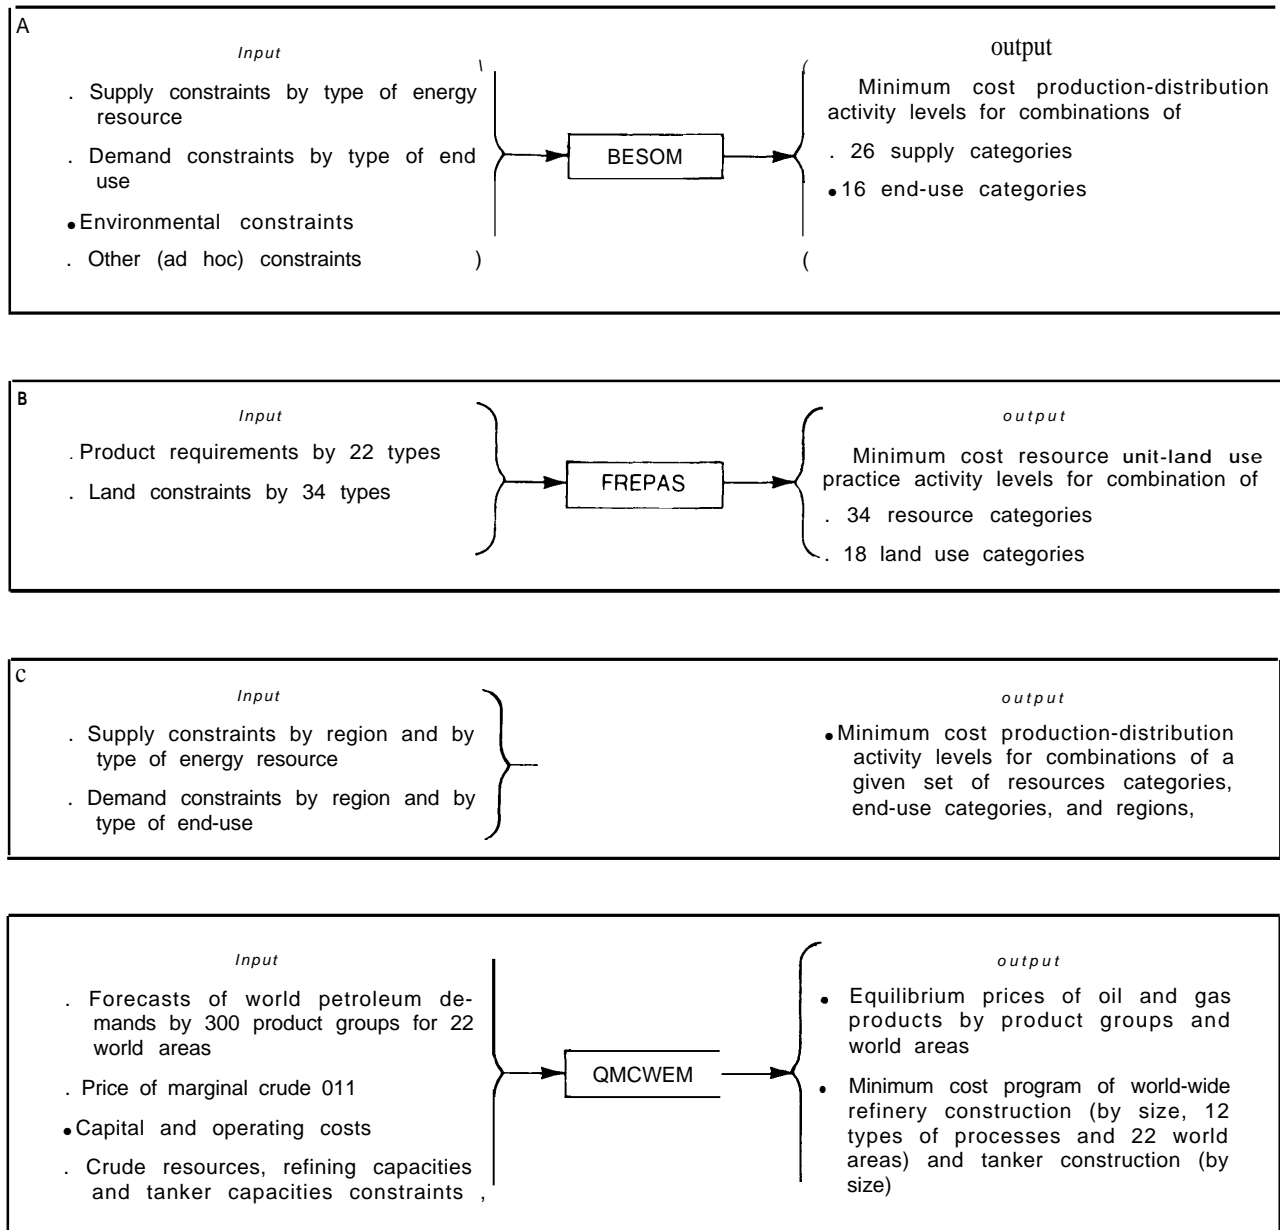 A
Input
. Supply constraints by type of energy
resource
. Demand constraints by type of end
use
• Environmental constraints
. Other (ad hoc) constraints
BESOM
output
Minimum cost production-distribution
activity levels for combinations of
. 26 supply categories
• 16 end-use categories
B
Input
. Product requirements by 22 types
. Land constraints by 34 types
FREPAS
output
Minimum cost resource unit-land use
practice activity levels for combination of
. 34 resource categories
. 18 land use categories
C
Input
. Supply constraints by region and by
type of energy resource
. Demand constraints by region and by
type of end-use
output
• Minimum cost production-distribution
activity levels for combinations of a
given set of resources categories,
end-use categories, and regions,
Input
. Forecasts of world petroleum de-
mands by 300 product groups for 22
world areas
. Price of marginal crude 011
• Capital and operating costs
. Crude resources, refining capacities
and tanker capacities constraints ,
QMCWEM
output
• Equilibrium prices of oil and gas
products by product groups and
world areas
• Minimum cost program of world-wide
refinery construction (by size, 12
types of processes and 22 world
areas) and tanker construction (by
size)